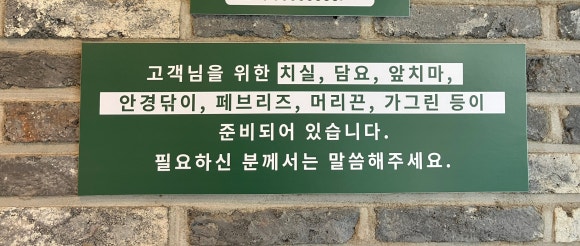 고객님을 위한 치실, 담요, 앞치마,
안경닦이, 페브리즈, 머리끈, 가그린 등이
준비되어 있습니다.
필요하신 분께서는 말씀해주세요.